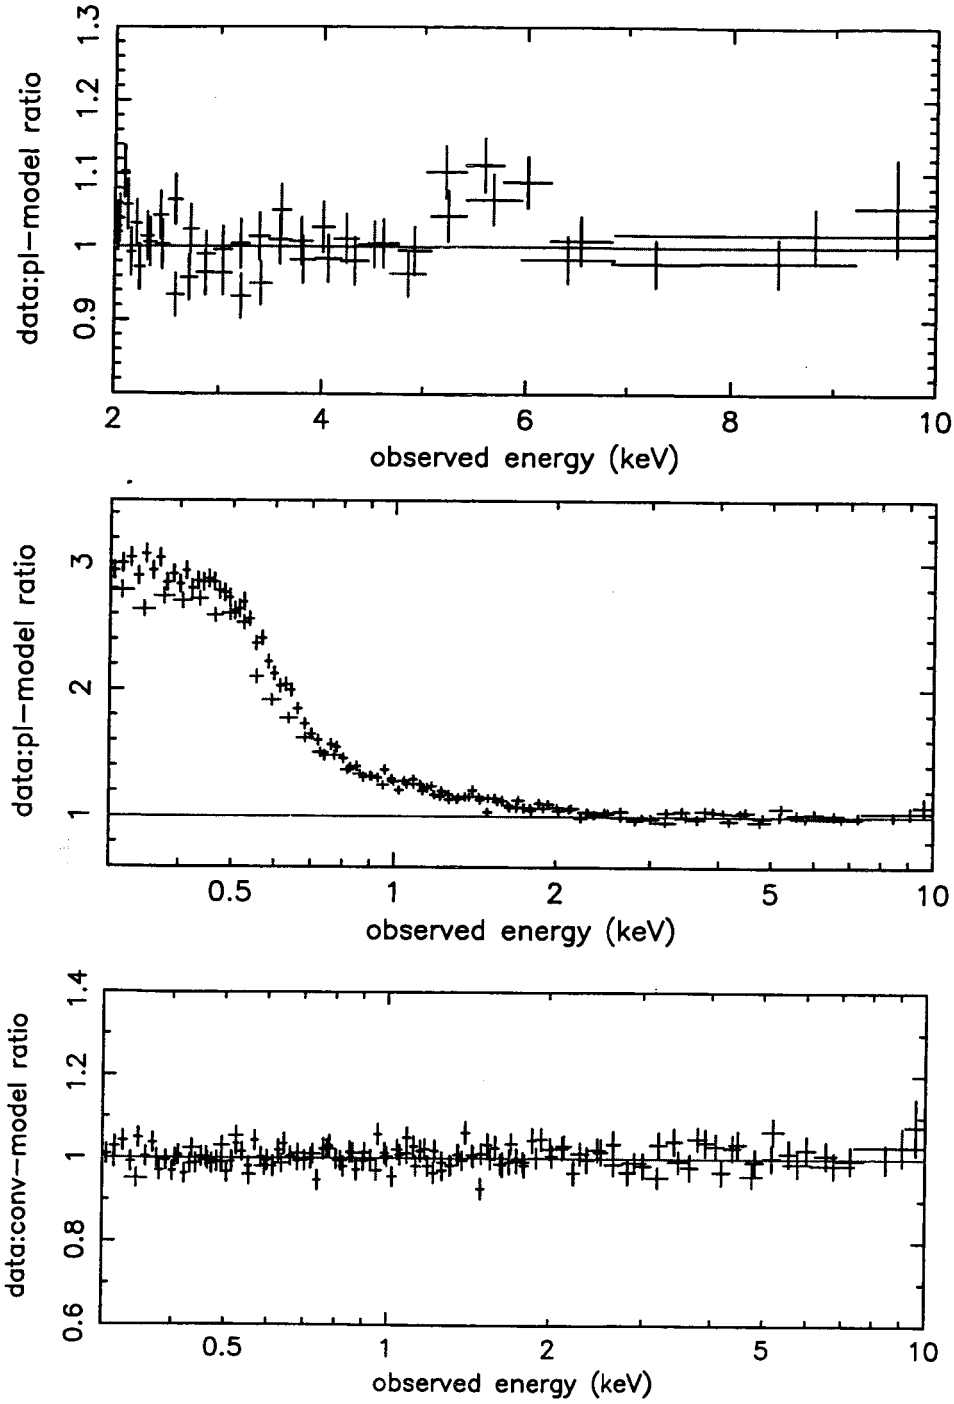 data:pl-model ratio
1.3
1.2
1.1
1
0.9
2 4 6 8 10
observed energy (keV)
data:pl-model ratio
3
2
1
0.5 1 2 5 10
observed energy (keV)
data:conv-model ratio
1.4
1.2
1
0.8
0.6
0.5 1 2 5 10
observed energy (keV)